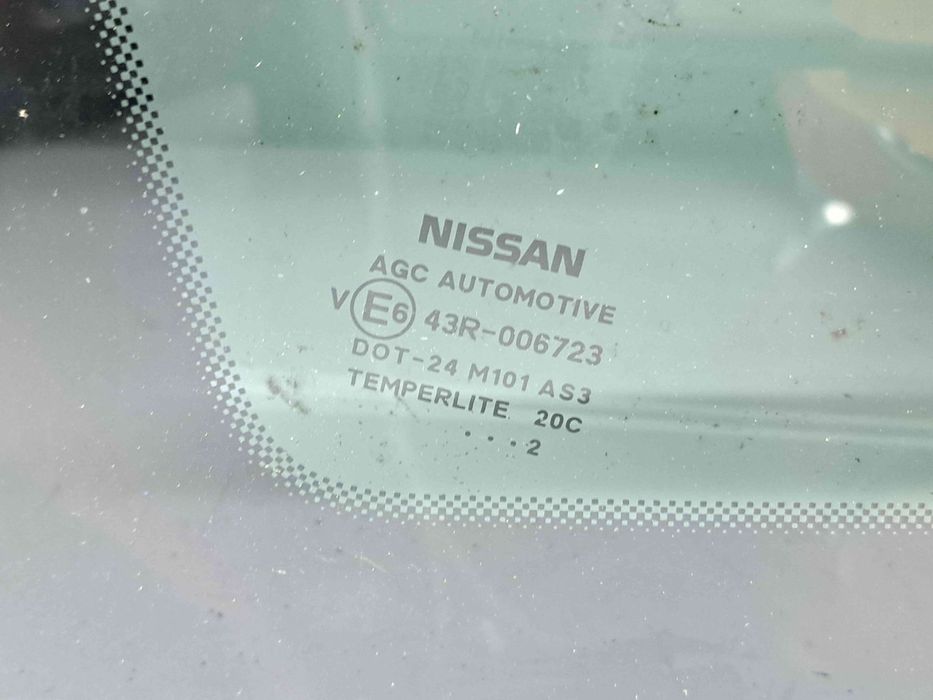 NISSAN
AGC AUTOMOTIVE
V E6 43R-006723
DOT-24 M101 AS3
TEMPERLITE 20C
...2